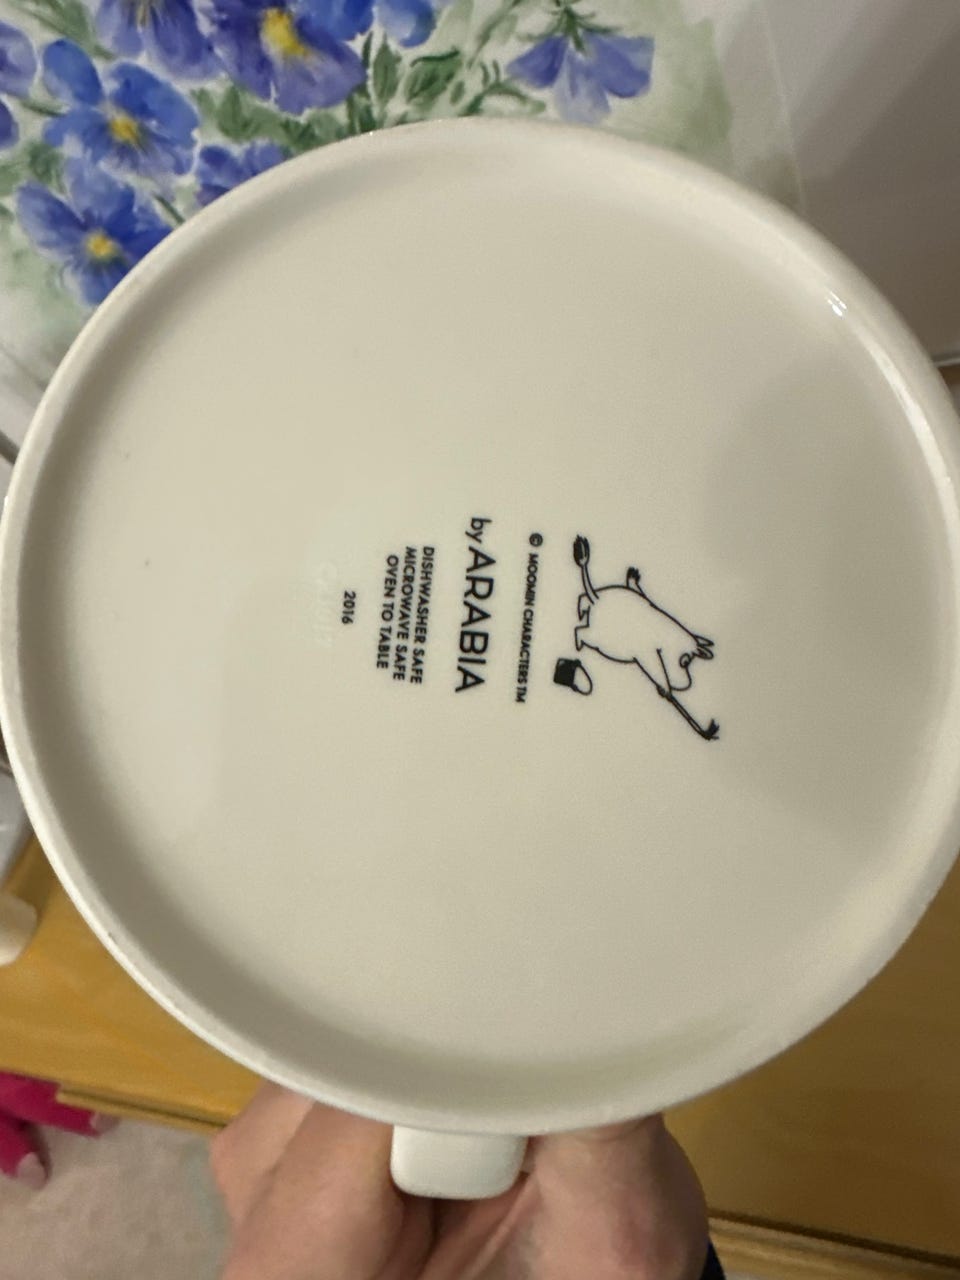 © MOOMIN CHARACTERS TM
by ARABIA
DISHWASHER SAFE
MICROWAVE SAFE
OVEN TO TABLE
2016